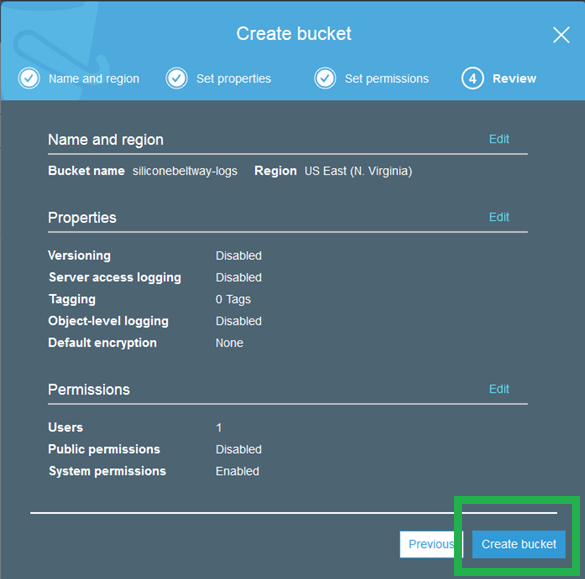 Create bucket
Name and region Set properties Set permissions 4 Review
Name and region Edit
Bucket name siliconebeltway-logs Region US East (N. Virginia)
Properties Edit
Versioning Disabled
Server access logging Disabled
Tagging 0 Tags
Object-level logging Disabled
Default encryption None
Permissions Edit
Users 1
Public permissions Disabled
System permissions Enabled
Previous Create bucket